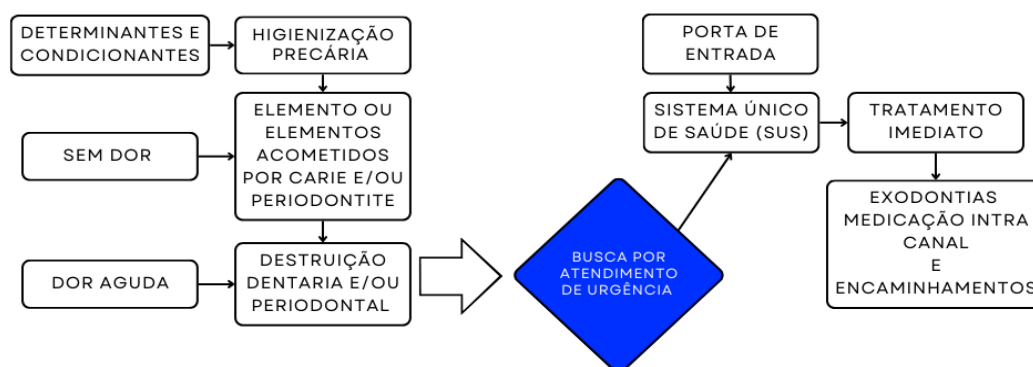 DETERMINANTES E
CONDICIONANTES
HIGIENIZAÇÃO
PRECÁRIA
SEM DOR
ELEMENTO OU
ELEMENTOS
ACOMETIDOS
POR CARIE E/OU
PERIODONTITE
DOR AGUDA
DESTRUIÇÃO
DENTARIA E/OU
PERIODONTAL
BUSCA POR
ATENDIMENTO
DE URGÊNCIA
PORTA DE
ENTRADA
SISTEMA ÚNICO
DE SAÚDE (SUS)
TRATAMENTO
IMEDIATO
EXODONTIAS
MEDICAÇÃO INTRA
CANAL
E
ENCAMINHAMENTOS